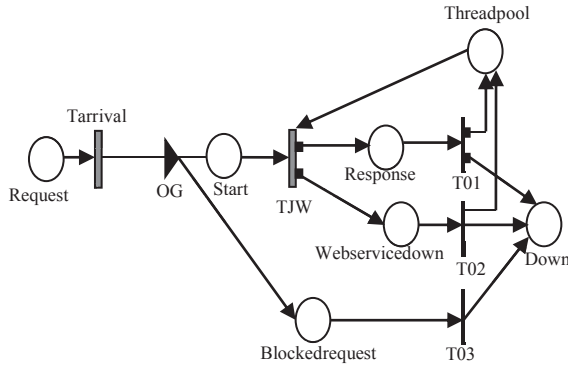 Threadpool
Tarrival
Request
OG
Start
TJW
Response
T01
Webservicedown
T02
Down
Blockedrequest
T03